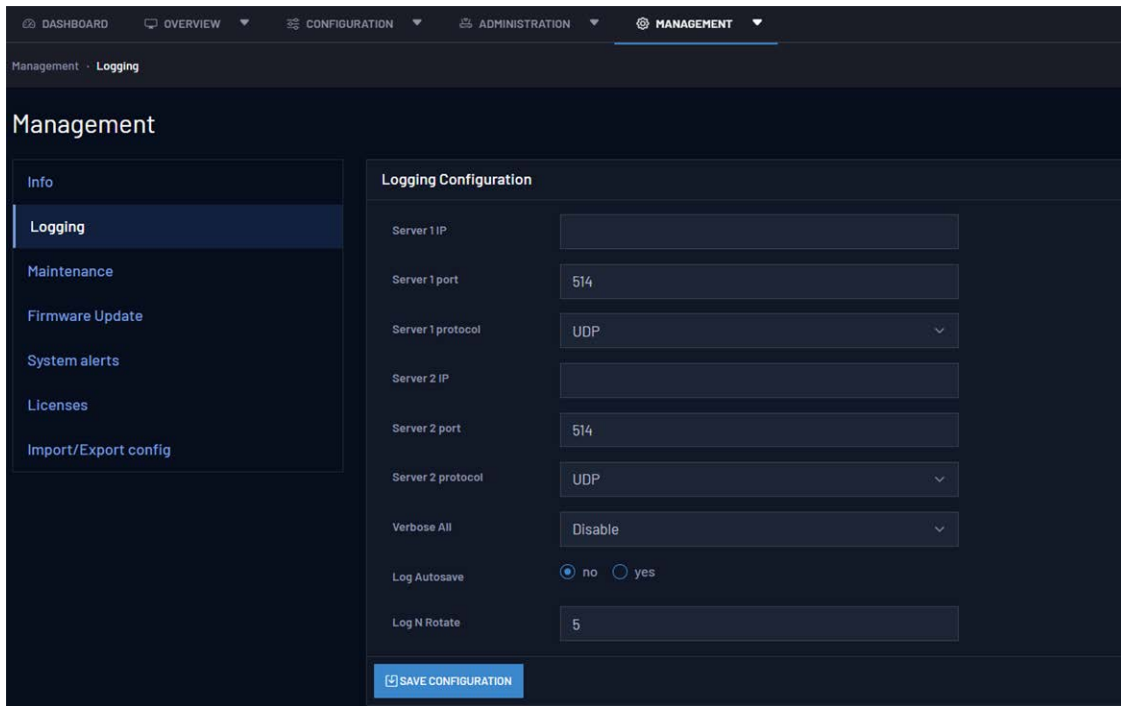 DASHBOARD OVERVIEW CONFIGURATION ADMINISTRATION MANAGEMENT
Management · Logging
Management
Info
Logging
Maintenance
Firmware Update
System alerts
Licenses
Import/Export config
Logging Configuration
Server 1 IP
Server 1 port 514
Server 1 protocol UDP
Server 2 IP
Server 2 port 514
Server 2 protocol UDP
Verbose All Disable
Log Autosave no yes
Log N Rotate 5
SAVE CONFIGURATION